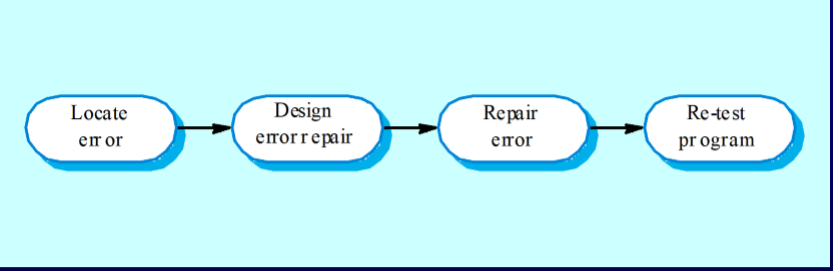 Locate
error
Design
error repair
Repair
error
Re-test
program